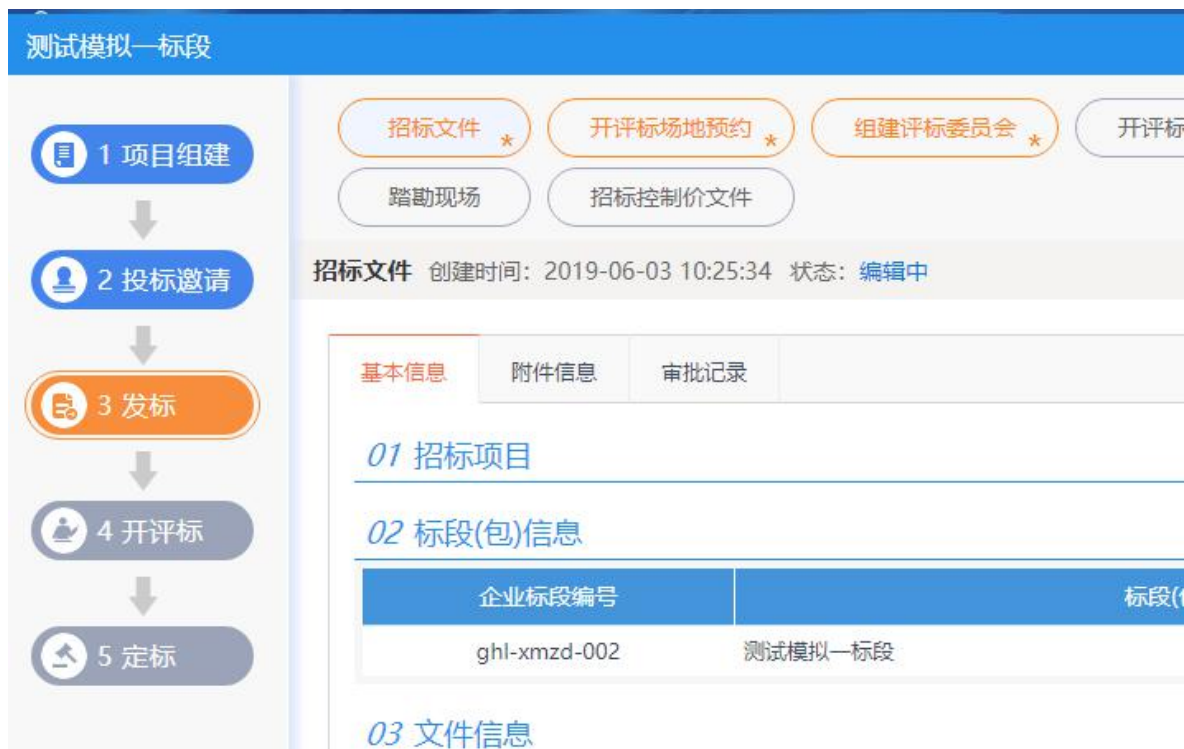 测试模拟一标段
1 项目组建
2 投标邀请
3 发标
4 开评标
5 定标
招标文件 * 开评标场地预约 * 组建评标委员会 * 开评标
踏勘现场 招标控制价文件
招标文件 创建时间：2019-06-03 10:25:34 状态：编辑中
基本信息 附件信息 审批记录
01 招标项目
02 标段(包)信息
企业标段编号 标段(
ghl-xmzd-002 测试模拟一标段
03 文件信息